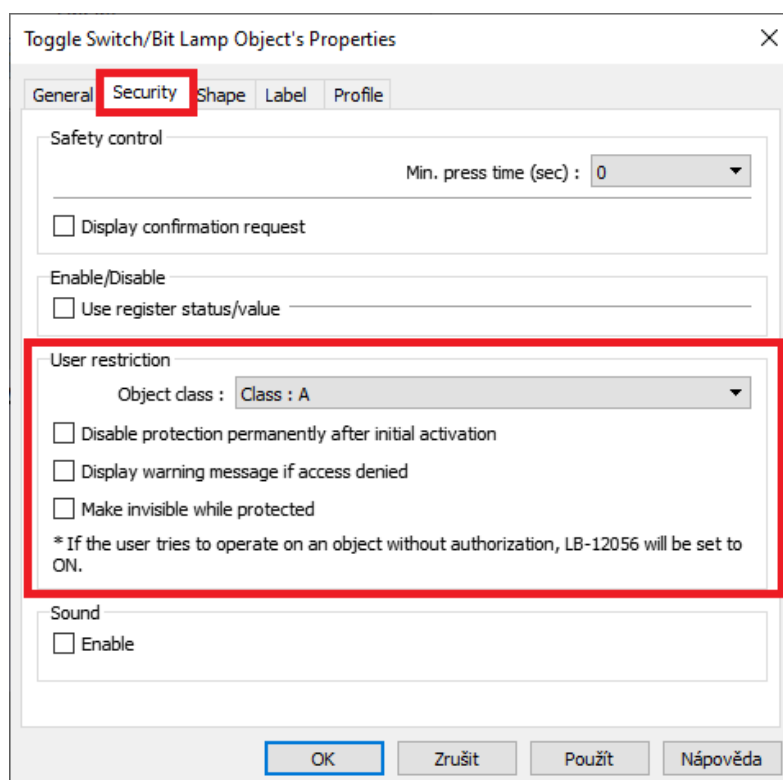 Toggle Switch/Bit Lamp Object's Properties
General Security Shape Label Profile
Safety control
Min. press time (sec) : 0
Display confirmation request
Enable/Disable
Use register status/value
User restriction
Object class : Class : A
Disable protection permanently after initial activation
Display warning message if access denied
Make invisible while protected
* If the user tries to operate on an object without authorization, LB-12056 will be set to
ON.
Sound
Enable
OK Zrušit Použít Nápověda